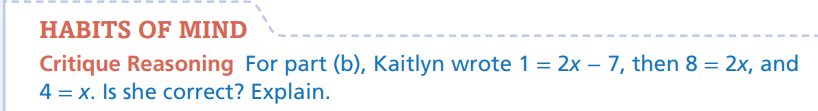 HABITS OF MIND
Critique Reasoning For part (b), Kaitlyn wrote 1 = 2x – 7, then 8 = 2x, and
4 = x. Is she correct? Explain.